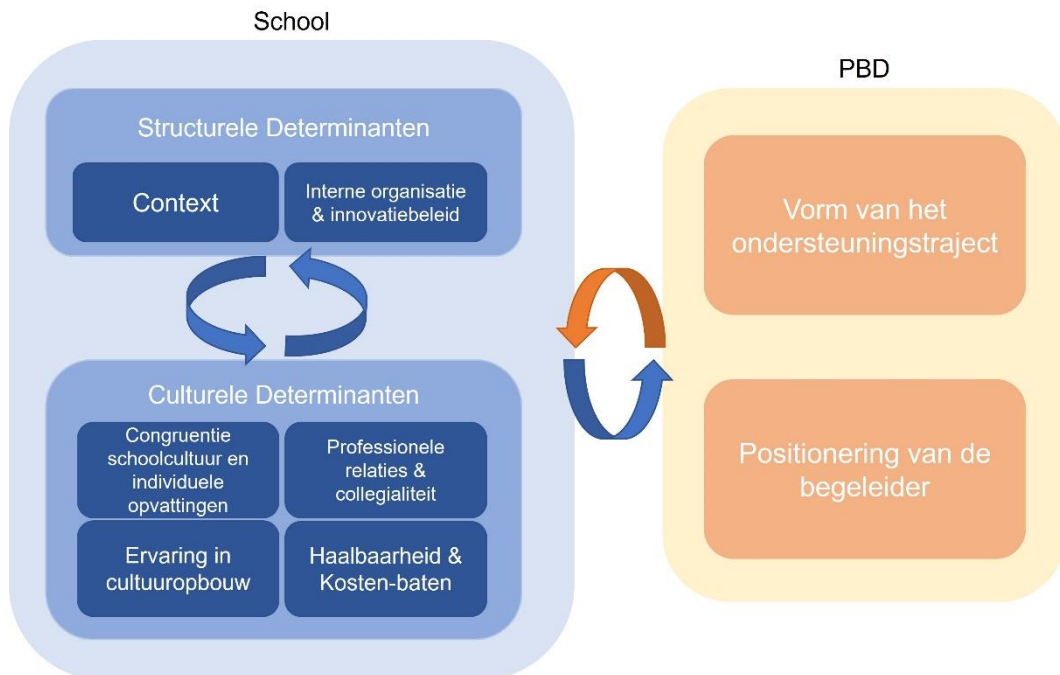 School
Structurele Determinanten
Context
Interne organisatie
& innovatiebeleid
Culturele Determinanten
Congruentie
schoolcultuur en
individuele
opvattingen
Professionele
relaties &
collegialiteit
Ervaring in
cultuuropbouw
Haalbaarheid &
Kosten-baten
PBD
Vorm van het
ondersteuningstraject
Positionering van de
begeleider